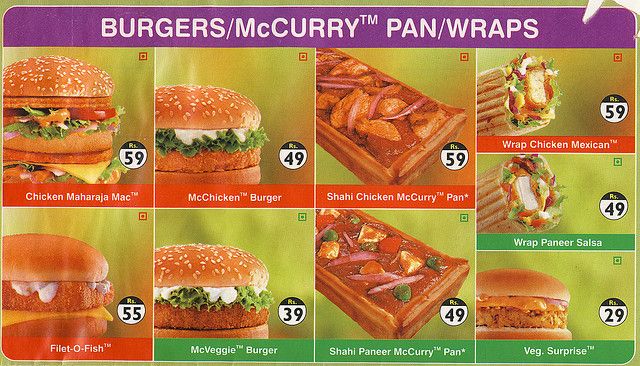 BURGERS/McCURRY™ PAN/WRAPS
Rs.
59
Chicken Maharaja Mac™
Rs.
49
McChicken™ Burger
Rs.
59
Shahi Chicken McCurry™ Pan*
Rs.
59
Wrap Chicken Mexican™
Rs.
49
Wrap Paneer Salsa
Rs.
55
Filet-O-Fish™
Rs.
39
McVeggie™ Burger
Rs.
49
Shahi Paneer McCurry™ Pan*
Rs.
29
Veg. Surprise™